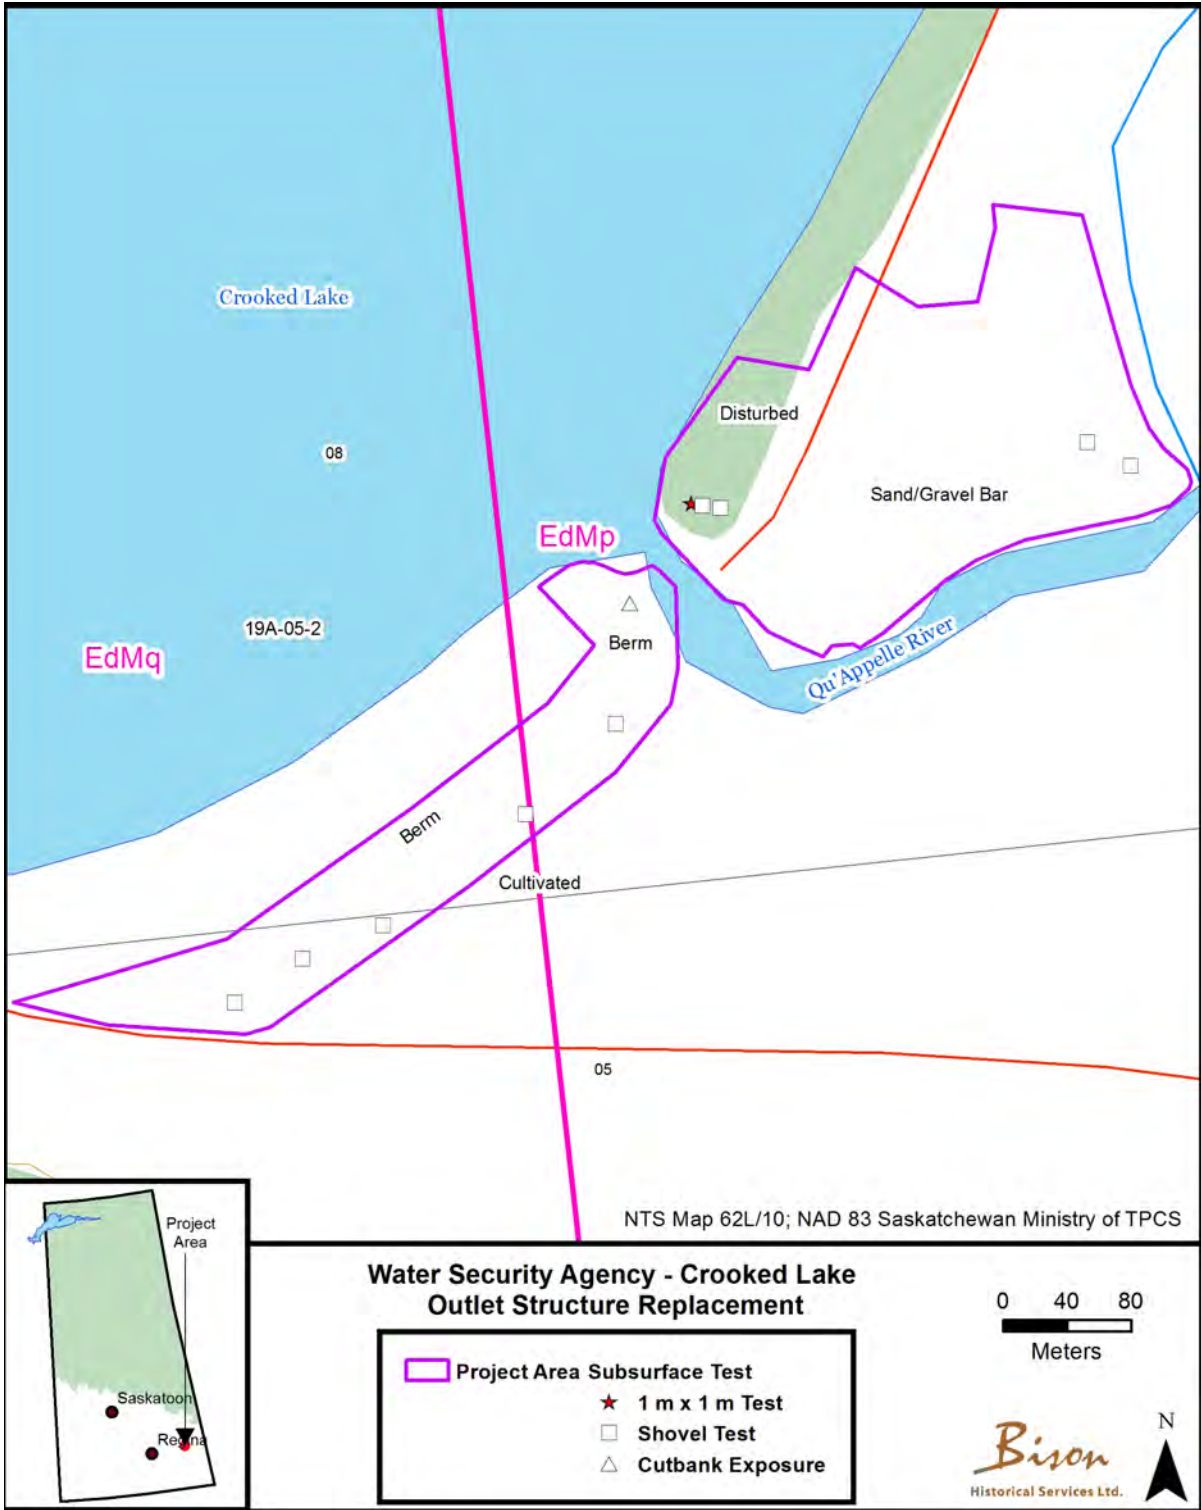 Crooked Lake
Disturbed
08
Sand/Gravel Bar
EdMp
19A-05-2
Berm
EdMq
Qu'Appelle River
Berm
Cultivated
05
NTS Map 62L/10; NAD 83 Saskatchewan Ministry of TPCS
Project
Area
Saskatoon
Regina
Water Security Agency - Crooked Lake
Outlet Structure Replacement
Project Area Subsurface Test
1 m x 1 m Test
Shovel Test
Cutbank Exposure
0 40 80
Meters
N
Bison
Historical Services Ltd.